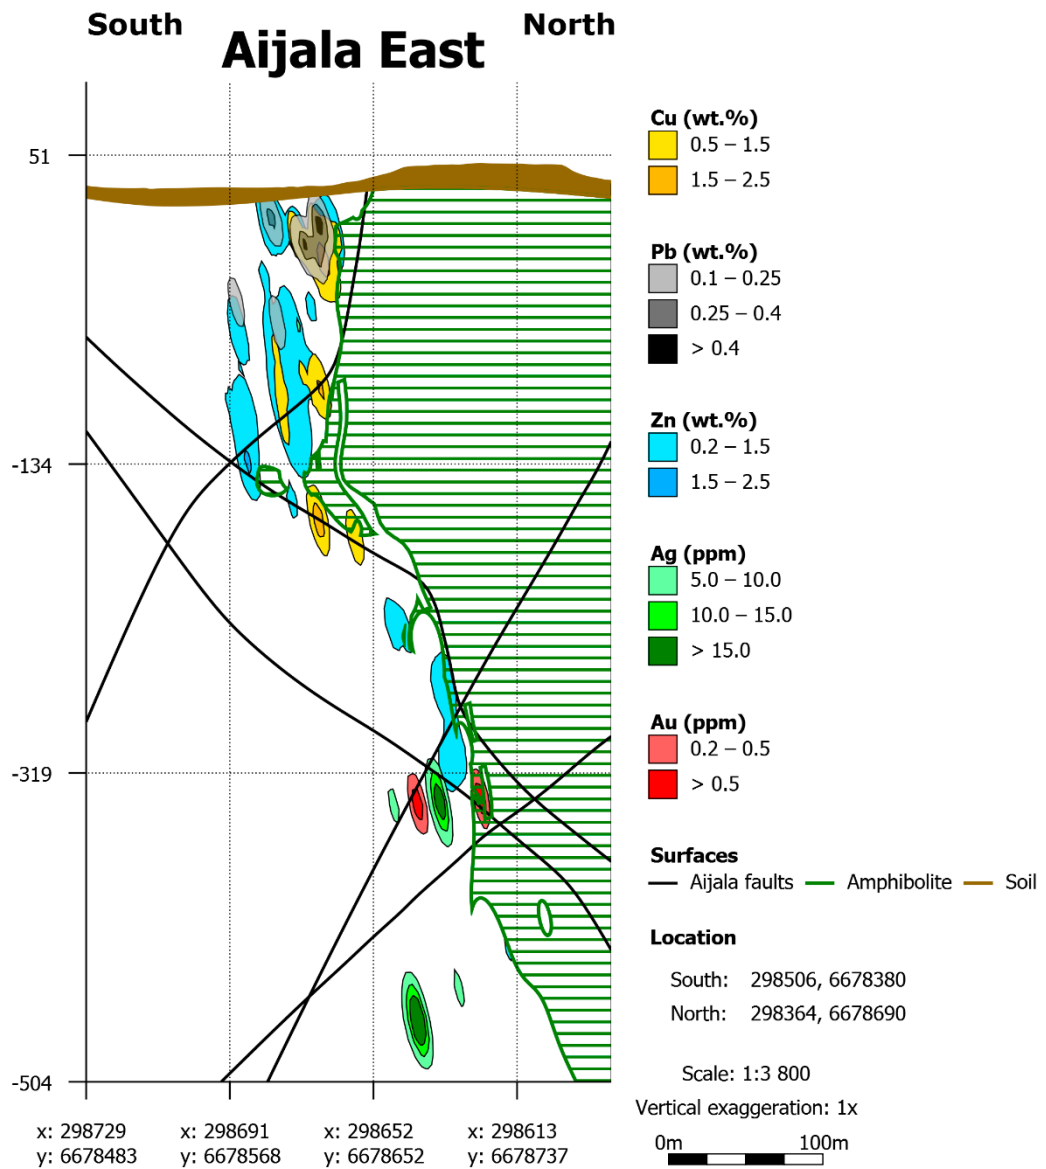 South
North
Aijala East
51
-134
-319
-504
x: 298729
y: 6678483
x: 298691
y: 6678568
x: 298652
y: 6678652
x: 298613
y: 6678737
Cu (wt.%)
0.5 – 1.5
1.5 – 2.5
Pb (wt.%)
0.1 – 0.25
0.25 – 0.4
> 0.4
Zn (wt.%)
0.2 – 1.5
1.5 – 2.5
Ag (ppm)
5.0 – 10.0
10.0 – 15.0
> 15.0
Au (ppm)
0.2 – 0.5
> 0.5
Surfaces
Aijala faults
Amphibolite
Soil
Location
South: 298506, 6678380
North: 298364, 6678690
Scale: 1:3 800
Vertical exaggeration: 1x
0m
100m